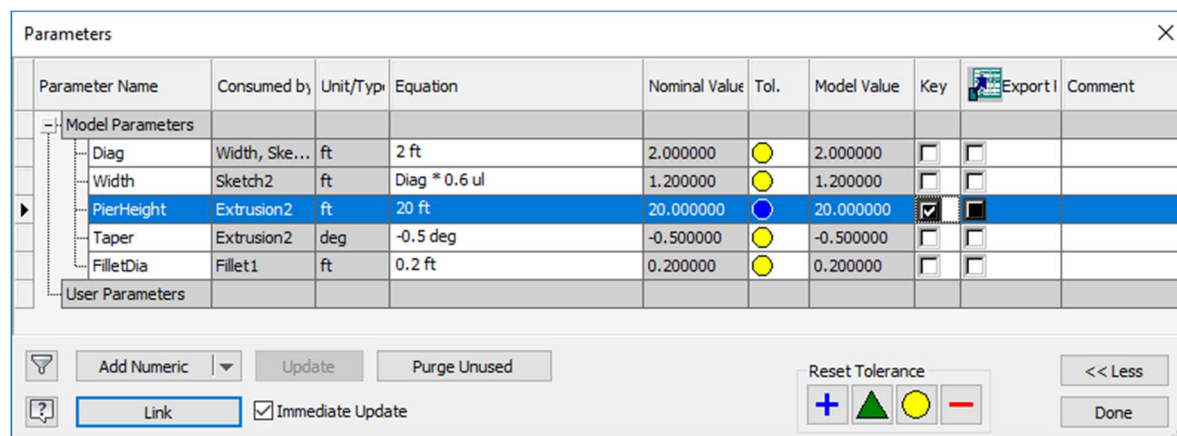 Parameters
Parameter Name Consumed by Unit/Type Equation Nominal Value Tol. Model Value Key Export I Comment
Model Parameters
Diag Width, Ske... ft 2 ft 2.000000 2.000000
Width Sketch2 ft Diag * 0.6 ul 1.200000 1.200000
PierHeight Extrusion2 ft 20 ft 20.000000 20.000000
Taper Extrusion2 deg -0.5 deg -0.500000 -0.500000
FilletDia Fillet1 ft 0.2 ft 0.200000 0.200000
User Parameters
Add Numeric Update Purge Unused Reset Tolerance << Less
Link Immediate Update Done